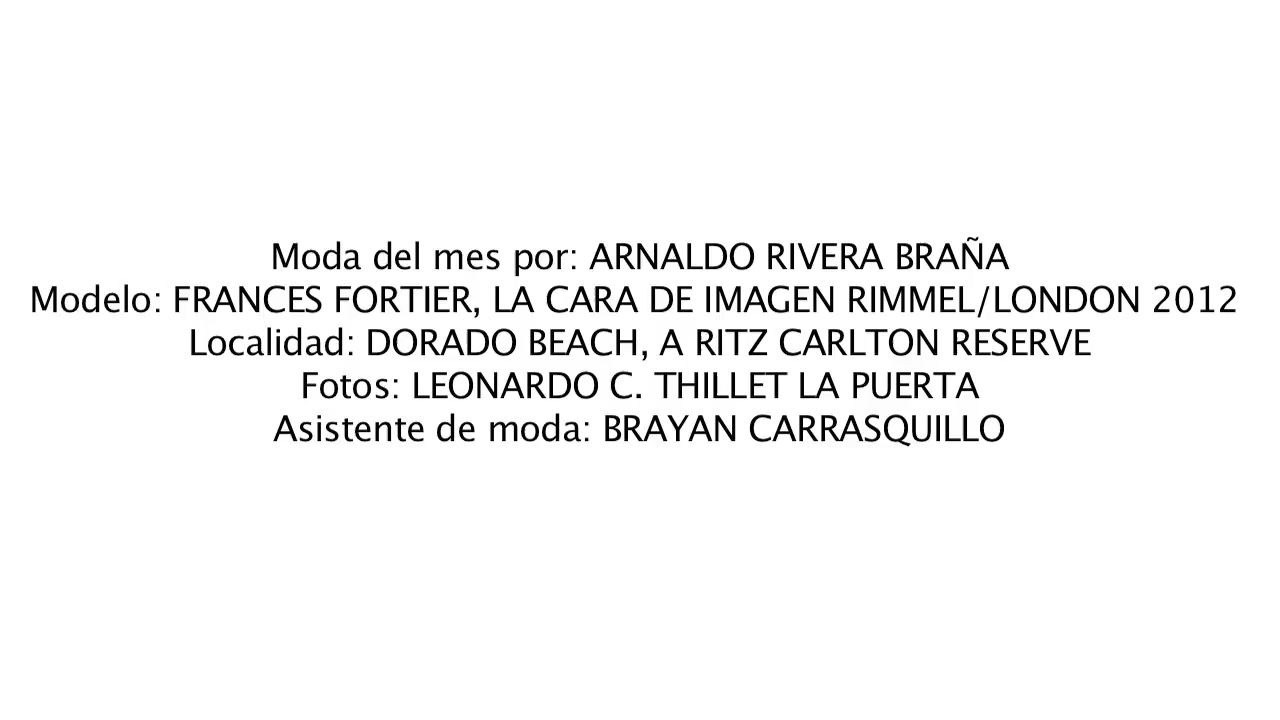 Moda del mes por: ARNALDO RIVERA BRAÑA
Modelo: FRANCES FORTIER, LA CARA DE IMAGEN RIMMEL/LONDON 2012
Localidad: DORADO BEACH, A RITZ CARLTON RESERVE
Fotos: LEONARDO C. THILLET LA PUERTA
Asistente de moda: BRAYAN CARRASQUILLO